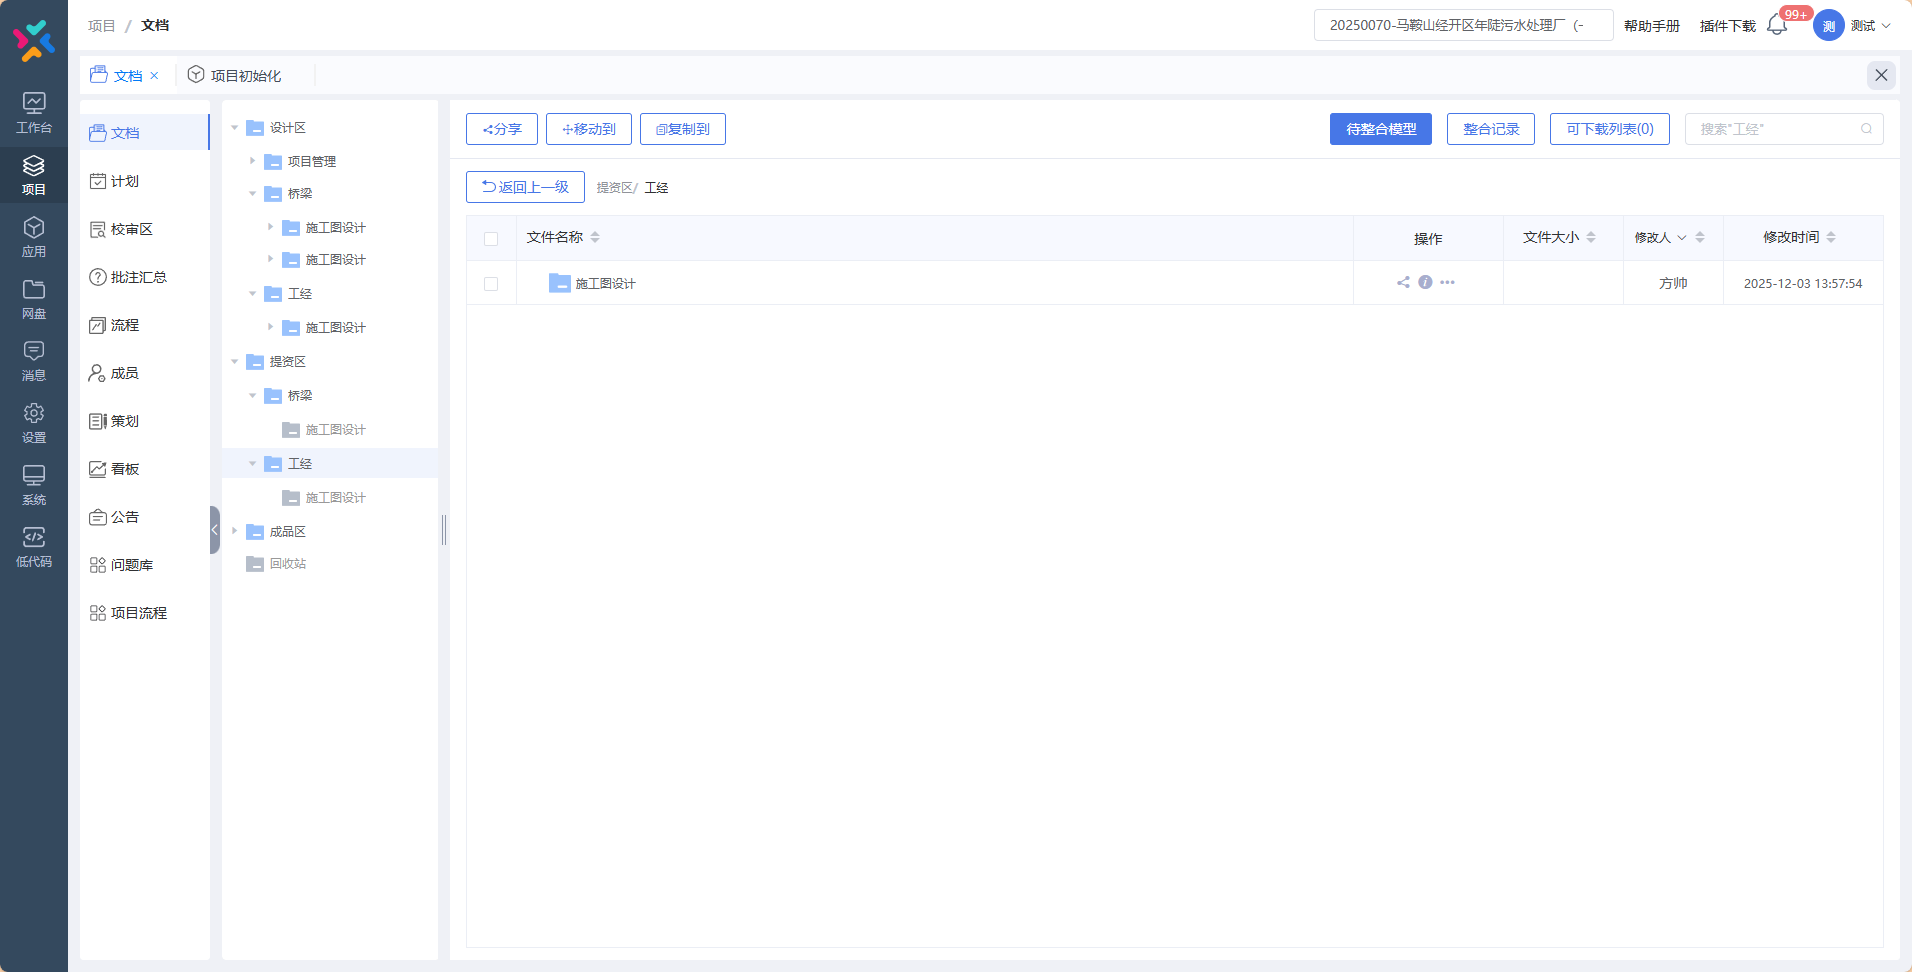 项目 / 文档
20250070-马鞍山经开区年陡污水处理厂（-
帮助手册
插件下载
99+
测
测试
工作台
项目
应用
网盘
消息
设置
系统
低代码
文档
项目初始化
文档
计划
校审区
批注汇总
流程
成员
策划
看板
公告
问题库
项目流程
设计区
项目管理
桥梁
施工图设计
施工图设计
工经
施工图设计
提资区
桥梁
施工图设计
工经
施工图设计
成品区
回收站
分享
移动到
复制到
待整合模型
整合记录
可下载列表(0)
搜索"工经"
返回上一级
提资区/ 工经
文件名称 操作 文件大小 修改人 修改时间
施工图设计 方帅 2025-12-03 13:57:54